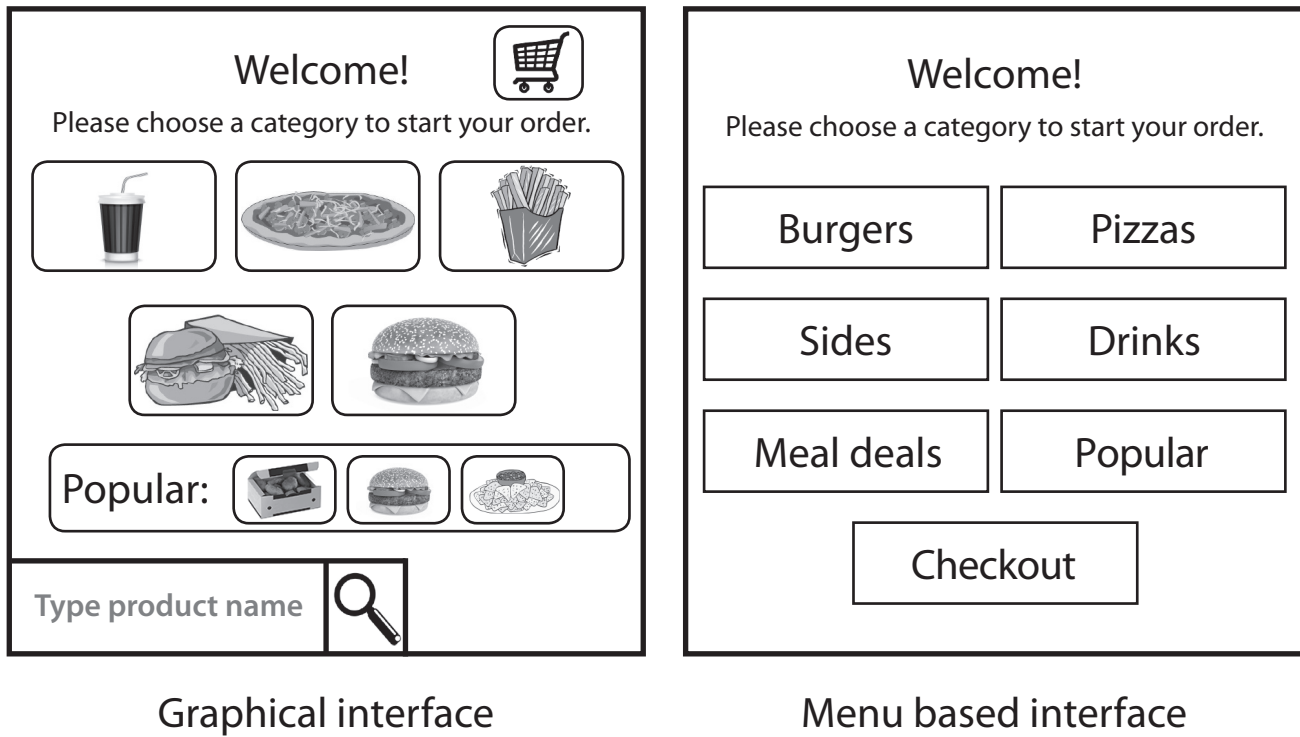 Welcome!
Please choose a category to start your order.
Popular:
Type product name
Graphical interface
Welcome!
Please choose a category to start your order.
Burgers
Pizzas
Sides
Drinks
Meal deals
Popular
Checkout
Menu based interface